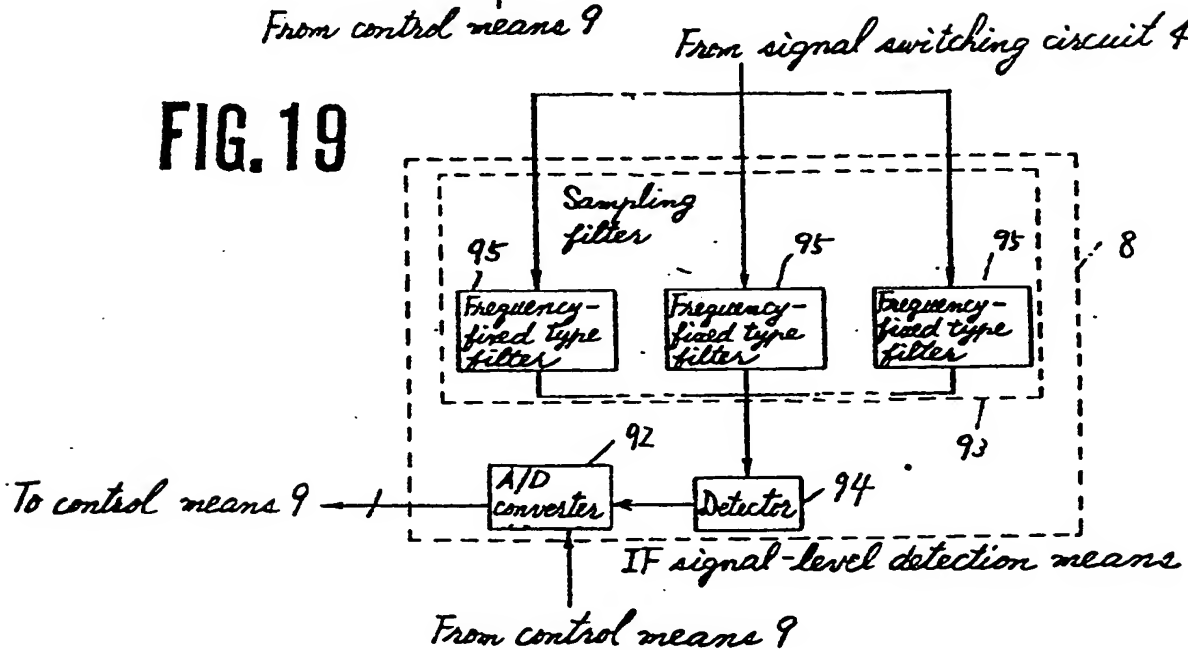 From control means 9
From signal switching circuit 4
FIG. 19
Sampling
filter
95
95
95
8
Frequency-
fixed type
filter
Frequency-
fixed type
filter
Frequency-
fixed type
filter
93
92
To control means 9
A/D
converter
Detector
94
IF signal-level detection means
From control means 9